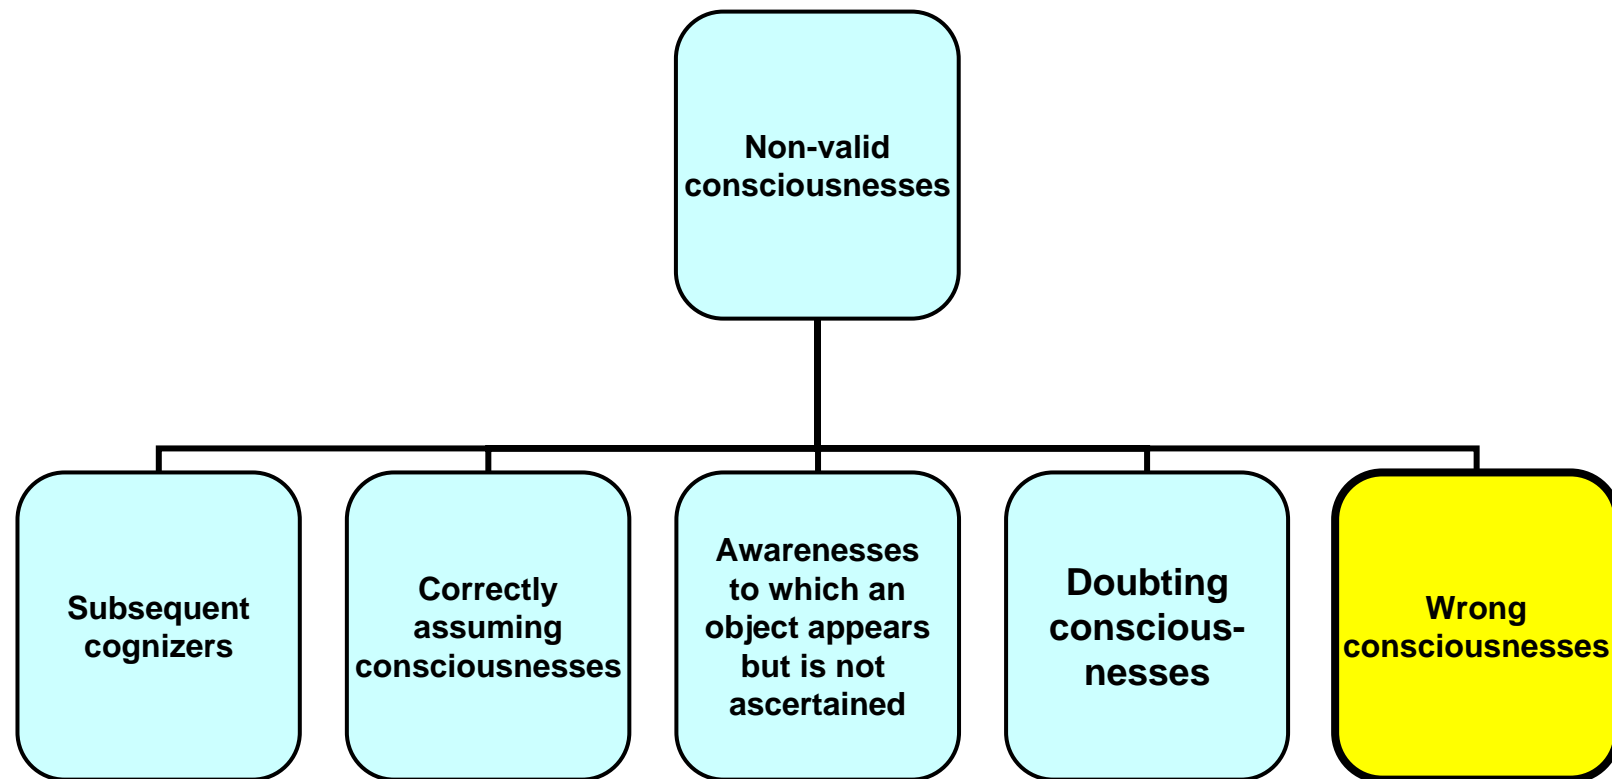 Non-valid
consciousnesses
Subsequent
cognizers
Correctly
assuming
consciousnesses
Awarenesses
to which an
object appears
but is not
ascertained
Doubting
conscious-
nesses
Wrong
consciousnesses